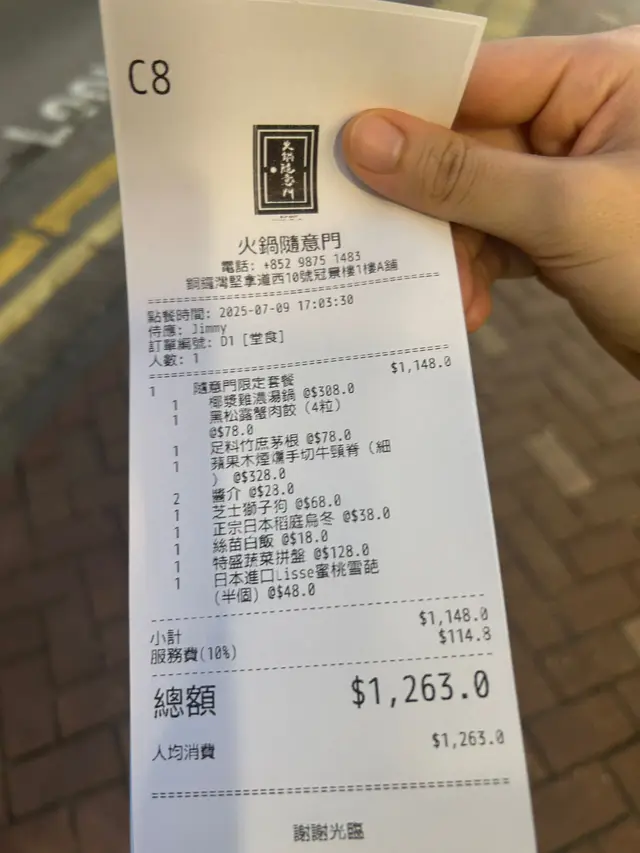 C8
火鍋隨意門
火鍋隨意門
電話: +852 9875 1483
銅鑼灣堅拿道西10號冠景樓1樓A舖
點餐時間: 2025-07-09 17:03:30
侍應: Jimmy
訂單編號: D1 [堂食]
人數: 1
1 隨意門限定套餐 $1,148.0
1 椰漿雞濃湯鍋 @$308.0
1 黑松露蟹肉餃 (4粒)
@$78.0
1 足料竹庶茅根 @$78.0
1 蘋果木煙燻手切牛頸脊 (細
) @$328.0
2 醬介 @$28.0
1 芝士獅子狗 @$68.0
1 正宗日本稻庭烏冬 @$38.0
1 絲苗白飯 @$18.0
1 特盛蔬菜拼盤 @$128.0
1 日本進口Lisse蜜桃雪葩
(半個) @$48.0
小計 $1,148.0
服務費(10%) $114.8
總額 $1,263.0
人均消費 $1,263.0
謝謝光臨